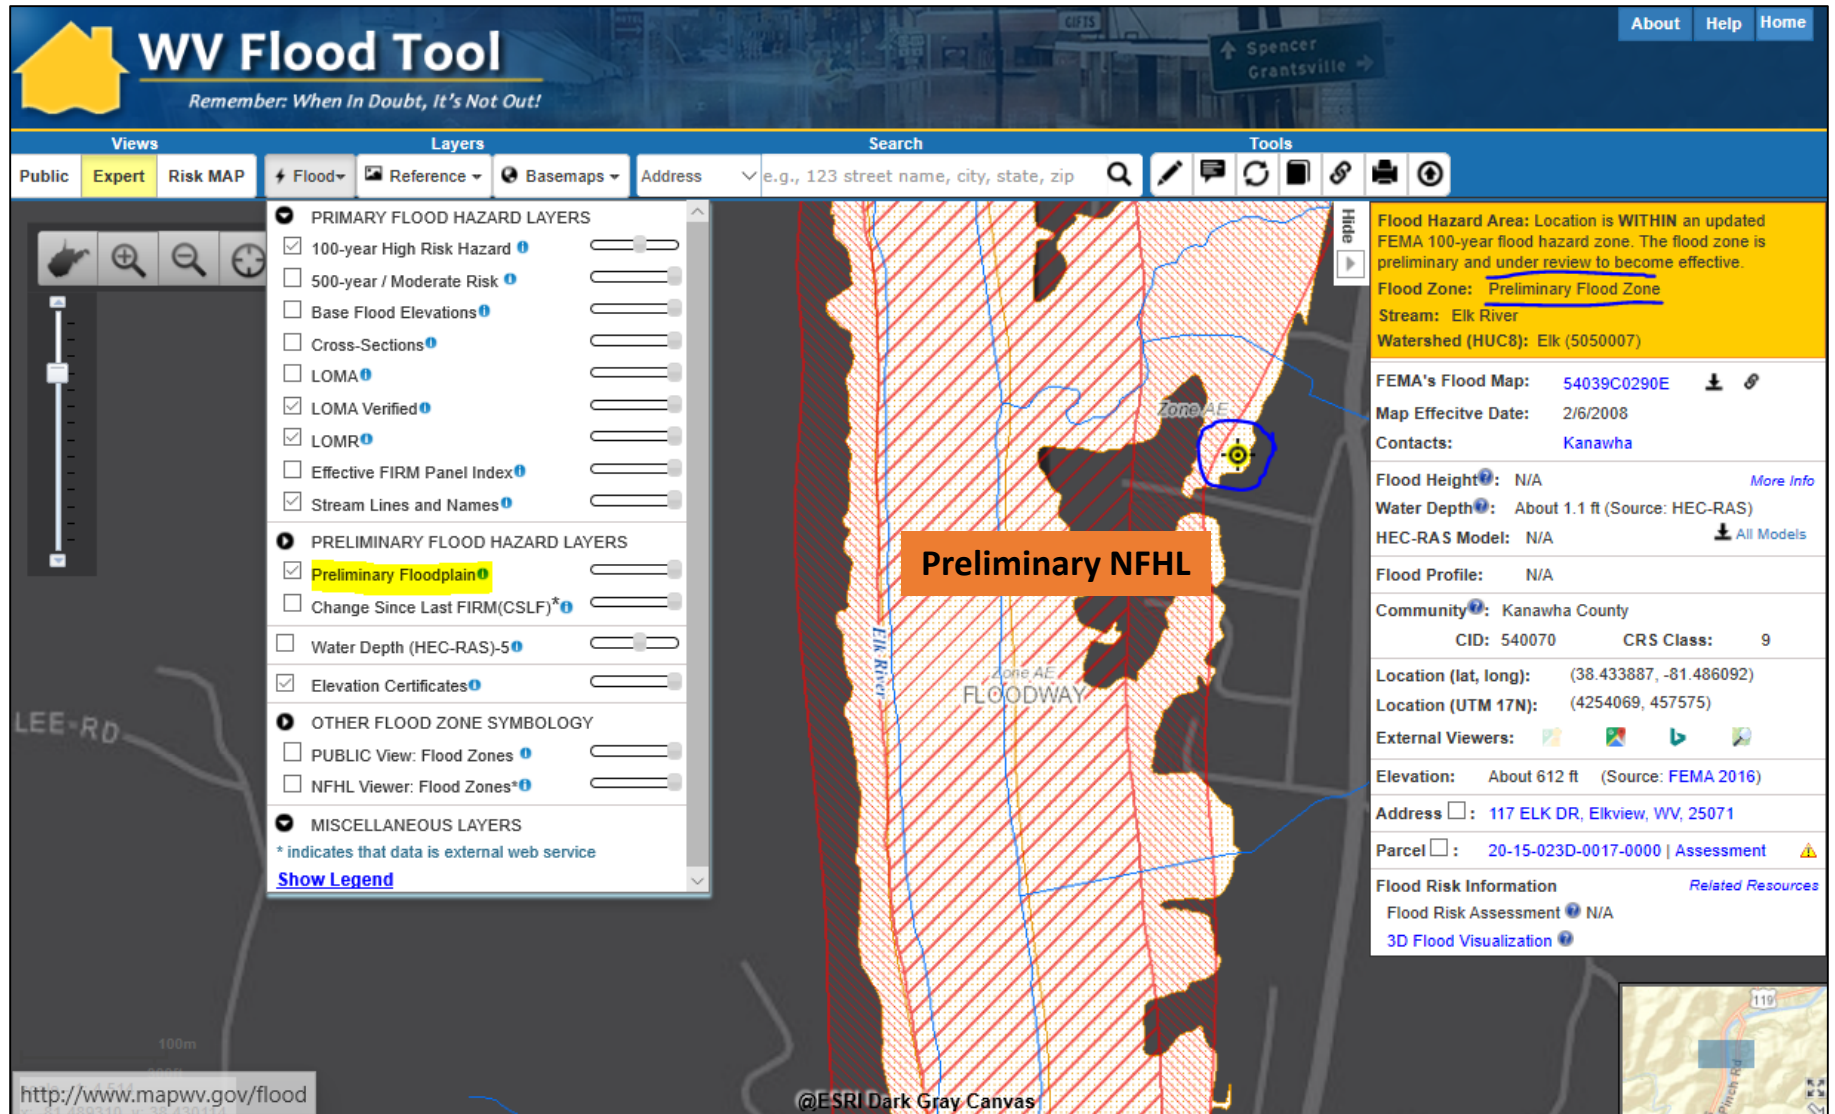 WV Flood Tool
Remember: When In Doubt, It's Not Out!
GIFTS
Spencer
Grantsville
About Help Home
Views Layers Search Tools
Public Expert Risk MAP Flood Reference Basemaps Address e.g., 123 street name, city, state, zip
PRIMARY FLOOD HAZARD LAYERS
100-year High Risk Hazard
500-year / Moderate Risk
Base Flood Elevations
Cross-Sections
LOMA
LOMA Verified
LOMR
Effective FIRM Panel Index
Stream Lines and Names
PRELIMINARY FLOOD HAZARD LAYERS
Preliminary Floodplain
Change Since Last FIRM(CSLF)*
Water Depth (HEC-RAS)-5
Elevation Certificates
OTHER FLOOD ZONE SYMBOLOGY
PUBLIC View: Flood Zones
NFHL Viewer: Flood Zones*
MISCELLANEOUS LAYERS
* indicates that data is external web service
Show Legend
LEE-RD
100m
http://www.mapwv.gov/flood
Zone AE
Preliminary NFHL
Elk River
Zone AE
FLOODWAY
@ESRI Dark Gray Canvas
Hide
Flood Hazard Area: Location is WITHIN an updated
FEMA 100-year flood hazard zone. The flood zone is
preliminary and under review to become effective.
Flood Zone: Preliminary Flood Zone
Stream: Elk River
Watershed (HUC8): Elk (5050007)
FEMA's Flood Map: 54039C0290E
Map Effecitve Date: 2/6/2008
Contacts: Kanawha
Flood Height: N/A More Info
Water Depth: About 1.1 ft (Source: HEC-RAS)
HEC-RAS Model: N/A All Models
Flood Profile: N/A
Community: Kanawha County
CID: 540070 CRS Class: 9
Location (lat, long): (38.433887, -81.486092)
Location (UTM 17N): (4254069, 457575)
External Viewers:
Elevation: About 612 ft (Source: FEMA 2016)
Address : 117 ELK DR, Elkview, WV, 25071
Parcel : 20-15-023D-0017-0000 | Assessment
Flood Risk Information Related Resources
Flood Risk Assessment N/A
3D Flood Visualization
119
Pinch Rd